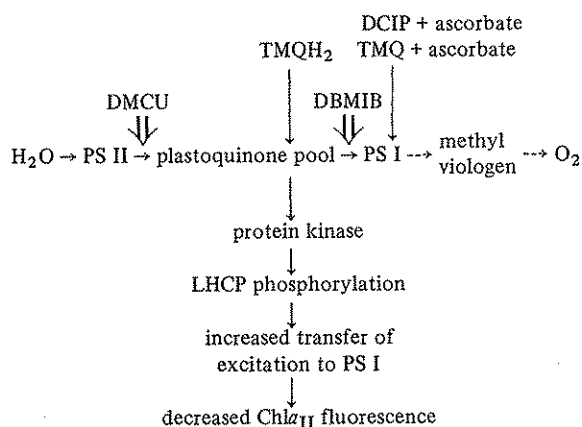 DCIP + ascorbate
TMQH₂ TMQ + ascorbate
DMCU DBMIB
H₂O → PS II → plastoquinone pool → PS I ⇢ methyl viologen ⇢ O₂
protein kinase
LHCP phosphorylation
increased transfer of
excitation to PS I
decreased Chla_II fluorescence